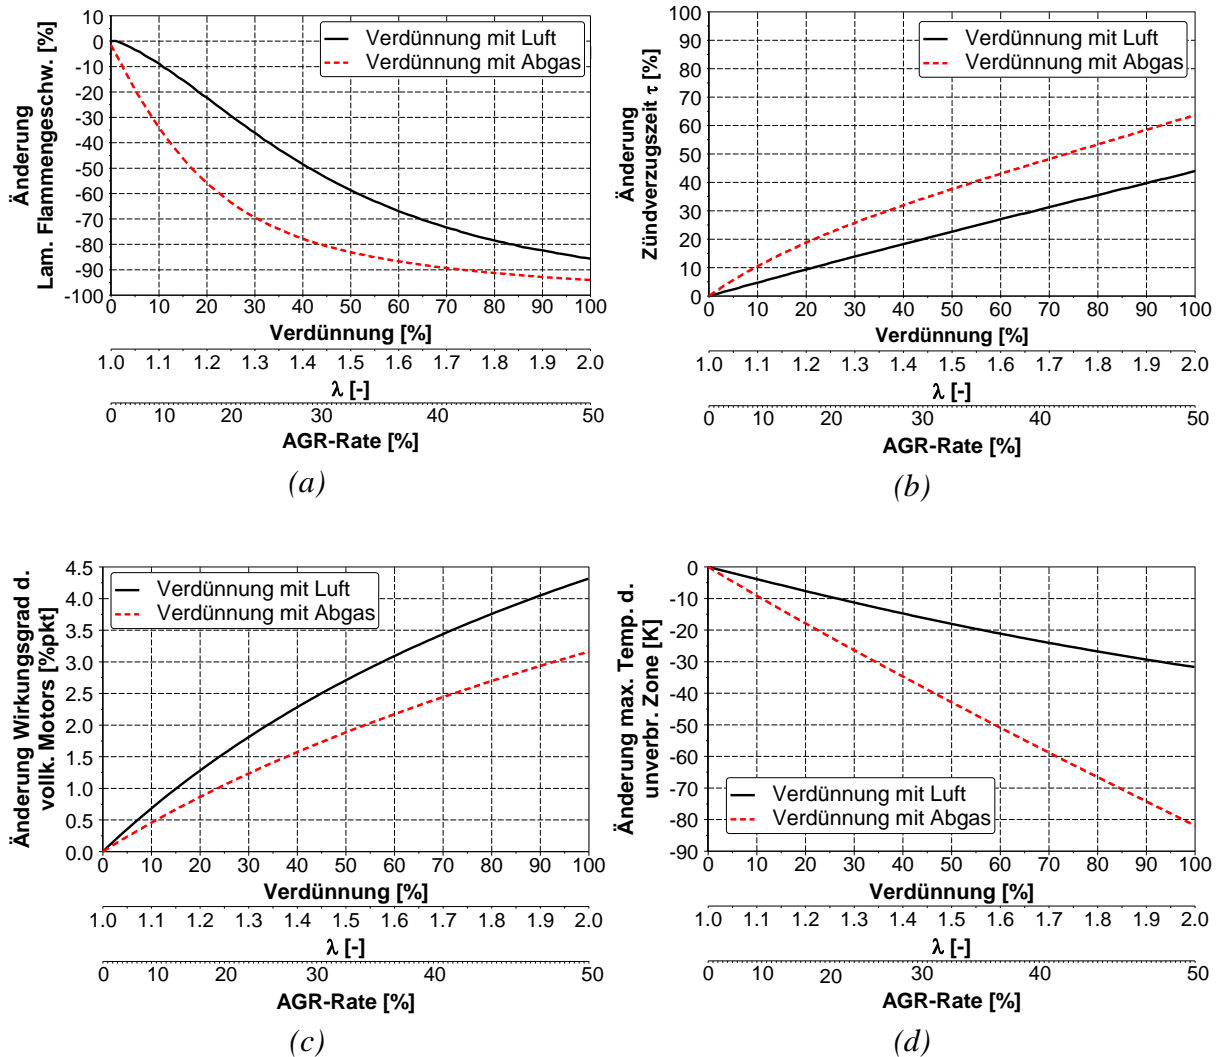 10
0
-10
-20
-30
-40
-50
-60
-70
-80
-90
-100
Änderung
Lam. Flammengeschw. [%]
Verdünnung mit Luft
Verdünnung mit Abgas
0 10 20 30 40 50 60 70 80 90 100
Verdünnung [%]
1.0 1.1 1.2 1.3 1.4 1.5 1.6 1.7 1.8 1.9 2.0
λ [-]
0 10 20 30 40 50
AGR-Rate [%]
(a)
100
90
80
70
60
50
40
30
20
10
0
Änderung
Zündverzugszeit τ [%]
Verdünnung mit Luft
Verdünnung mit Abgas
0 10 20 30 40 50 60 70 80 90 100
Verdünnung [%]
1.0 1.1 1.2 1.3 1.4 1.5 1.6 1.7 1.8 1.9 2.0
λ [-]
0 10 20 30 40 50
AGR-Rate [%]
(b)
4.5
4.0
3.5
3.0
2.5
2.0
1.5
1.0
0.5
0.0
Änderung Wirkungsgrad d.
vollk. Motors [%pkt]
Verdünnung mit Luft
Verdünnung mit Abgas
0 10 20 30 40 50 60 70 80 90 100
Verdünnung [%]
1.0 1.1 1.2 1.3 1.4 1.5 1.6 1.7 1.8 1.9 2.0
λ [-]
0 10 20 30 40 50
AGR-Rate [%]
(c)
0
-10
-20
-30
-40
-50
-60
-70
-80
-90
Änderung max. Temp. d.
unverbr. Zone [K]
Verdünnung mit Luft
Verdünnung mit Abgas
0 10 20 30 40 50 60 70 80 90 100
Verdünnung [%]
1.0 1.1 1.2 1.3 1.4 1.5 1.6 1.7 1.8 1.9 2.0
λ [-]
0 10 20 30 40 50
AGR-Rate [%]
(d)